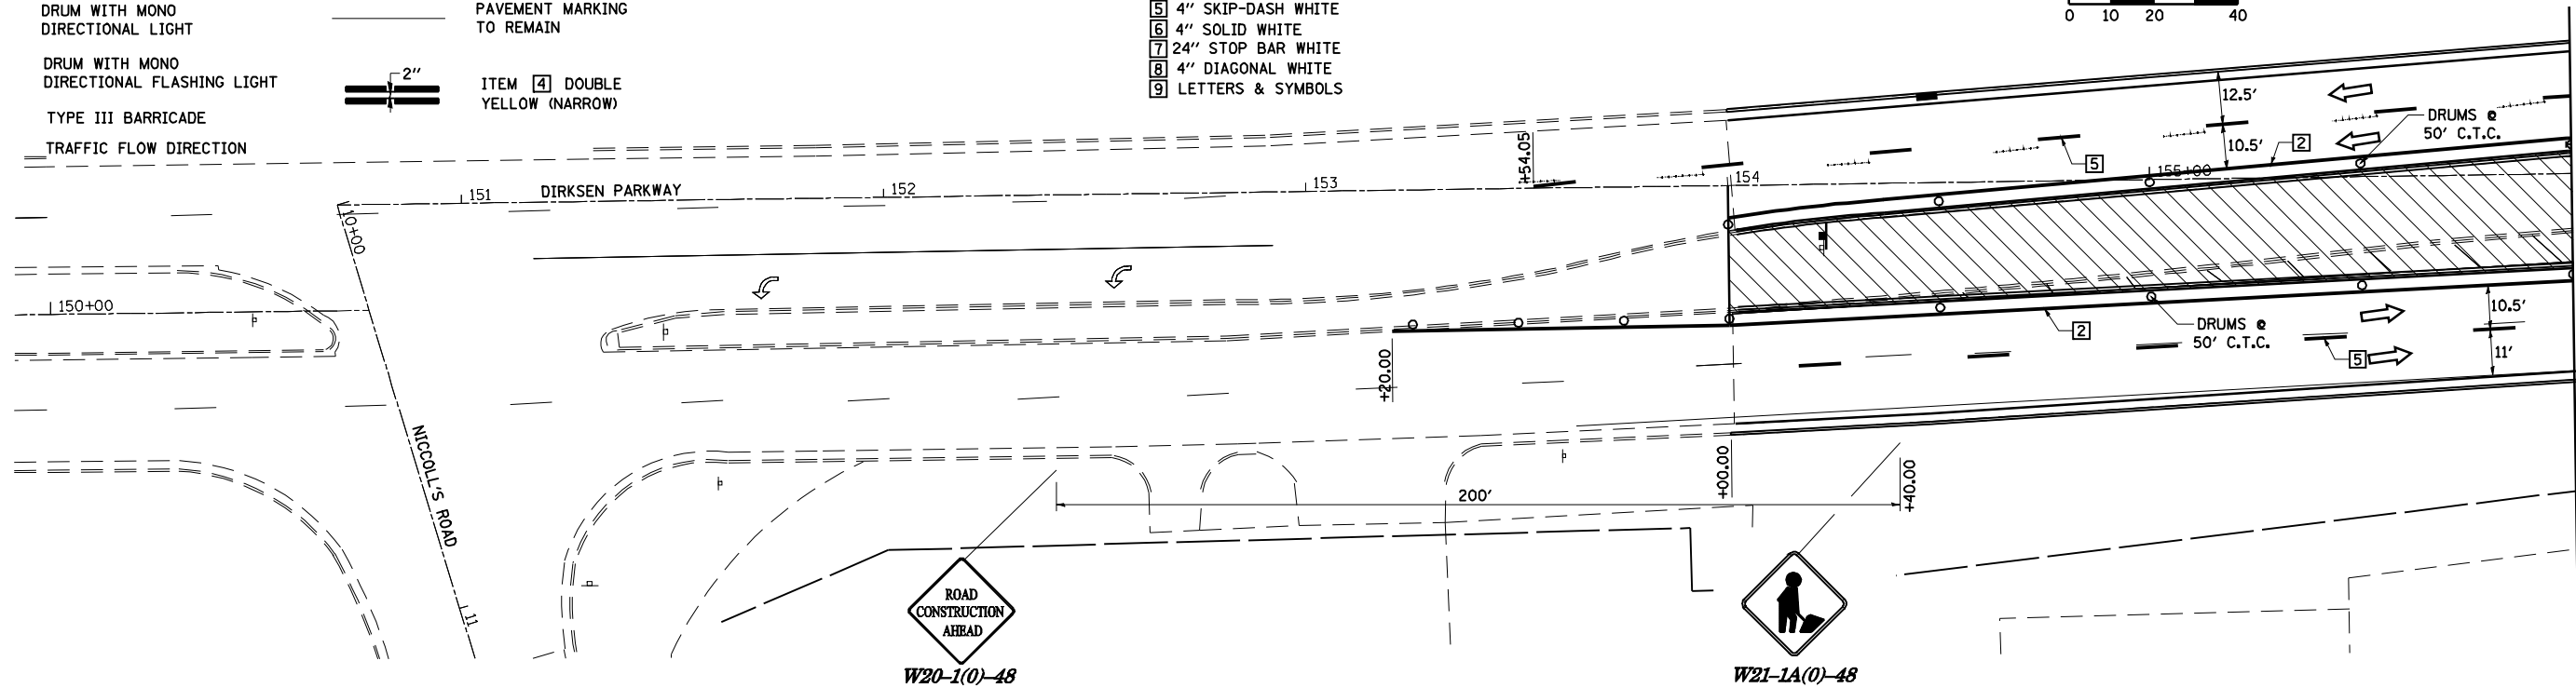 DRUM WITH MONO
DIRECTIONAL LIGHT
DRUM WITH MONO
DIRECTIONAL FLASHING LIGHT
TYPE III BARRICADE
TRAFFIC FLOW DIRECTION
PAVEMENT MARKING
TO REMAIN
2"
ITEM 4 DOUBLE
YELLOW (NARROW)
5 4" SKIP-DASH WHITE
6 4" SOLID WHITE
7 24" STOP BAR WHITE
8 4" DIAGONAL WHITE
9 LETTERS & SYMBOLS
0 10 20 40
12.5'
10.5'
DRUMS @
50' C.T.C.
2
5
+54.05
151
DIRKSEN PARKWAY
152
153
154
155+00
10+00
150+00
+20.00
DRUMS @
50' C.T.C.
2
5
10.5'
11'
NICCOLL'S ROAD
11
200'
+00.00
+40.00
ROAD
CONSTRUCTION
AHEAD
W20-1(0)-48
W21-1A(0)-48